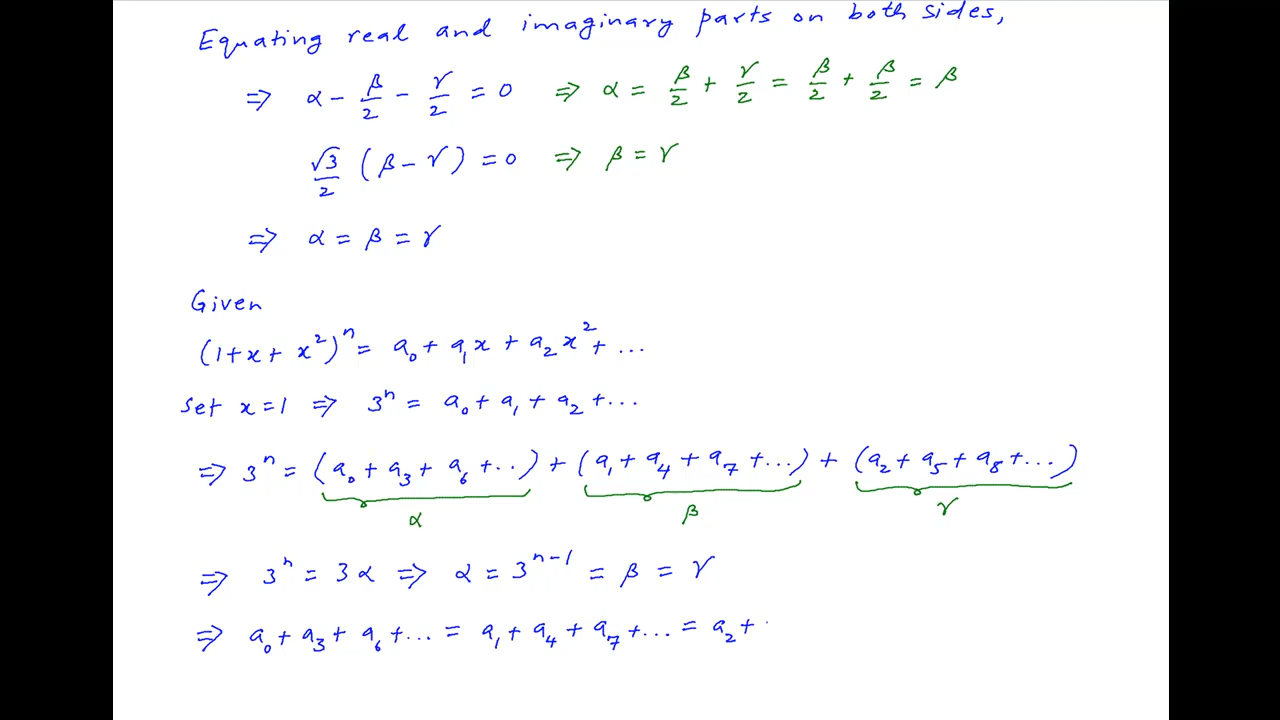 Equating real and imaginary parts on both sides,
⇒ α − β/2 − γ/2 = 0 ⇒ α = β/2 + γ/2 = β/2 + β/2 = β
√3/2 (β − γ) = 0 ⇒ β = γ
⇒ α = β = γ
Given
(1+x+x²)ⁿ = a₀ + a₁x + a₂x² + ...
Set x=1 ⇒ 3ⁿ = a₀ + a₁ + a₂ + ...
⇒ 3ⁿ = (a₀ + a₃ + a₆ + ..) + (a₁ + a₄ + a₇ + ...) + (a₂ + a₅ + a₈ + ...)
α β γ
⇒ 3ⁿ = 3α ⇒ α = 3ⁿ⁻¹ = β = γ
⇒ a₀ + a₃ + a₆ + ... = a₁ + a₄ + a₇ + ... = a₂ +